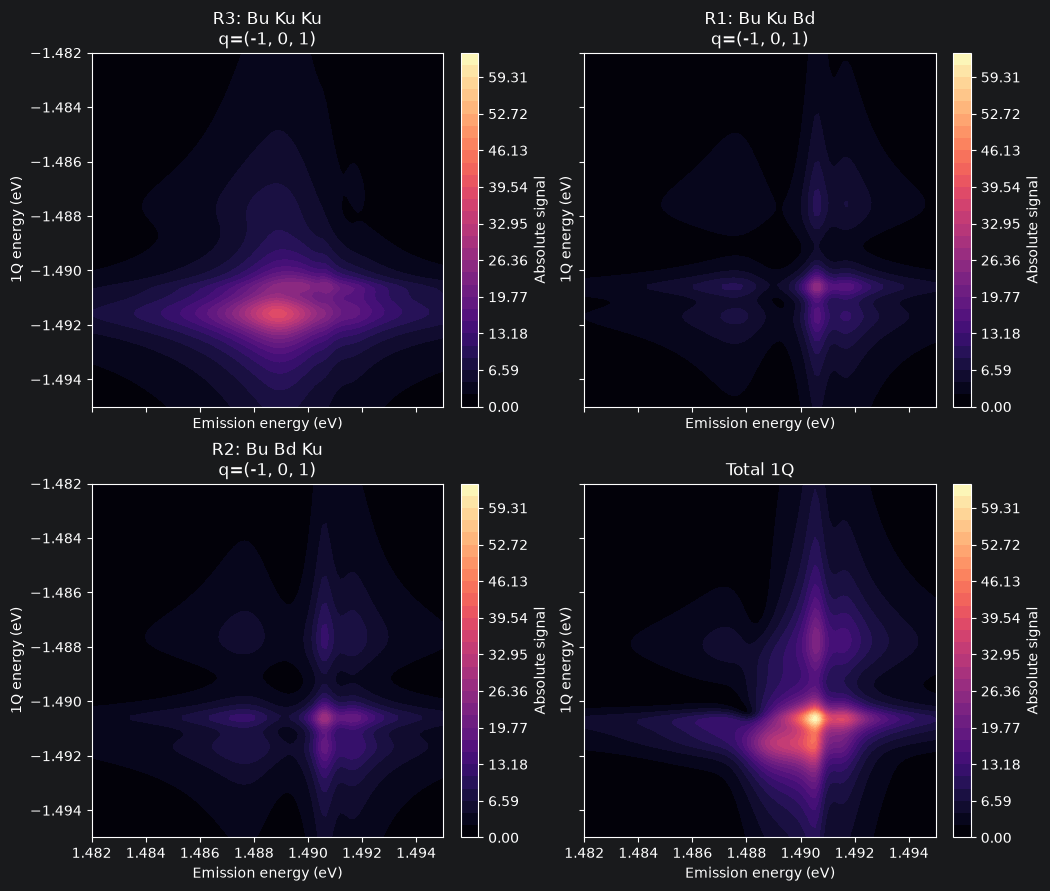 R3: Bu Ku Ku
q=(-1, 0, 1)
−1.482
−1.484
−1.486
−1.488
−1.490
−1.492
−1.494
1Q energy (eV)
Emission energy (eV)
59.31
52.72
46.13
39.54
32.95
26.36
19.77
13.18
6.59
0.00
Absolute signal
R1: Bu Ku Bd
q=(-1, 0, 1)
1Q energy (eV)
Emission energy (eV)
59.31
52.72
46.13
39.54
32.95
26.36
19.77
13.18
6.59
0.00
Absolute signal
R2: Bu Bd Ku
q=(-1, 0, 1)
−1.482
−1.484
−1.486
−1.488
−1.490
−1.492
−1.494
1Q energy (eV)
1.482 1.484 1.486 1.488 1.490 1.492 1.494
Emission energy (eV)
59.31
52.72
46.13
39.54
32.95
26.36
19.77
13.18
6.59
0.00
Absolute signal
Total 1Q
1Q energy (eV)
1.482 1.484 1.486 1.488 1.490 1.492 1.494
Emission energy (eV)
59.31
52.72
46.13
39.54
32.95
26.36
19.77
13.18
6.59
0.00
Absolute signal